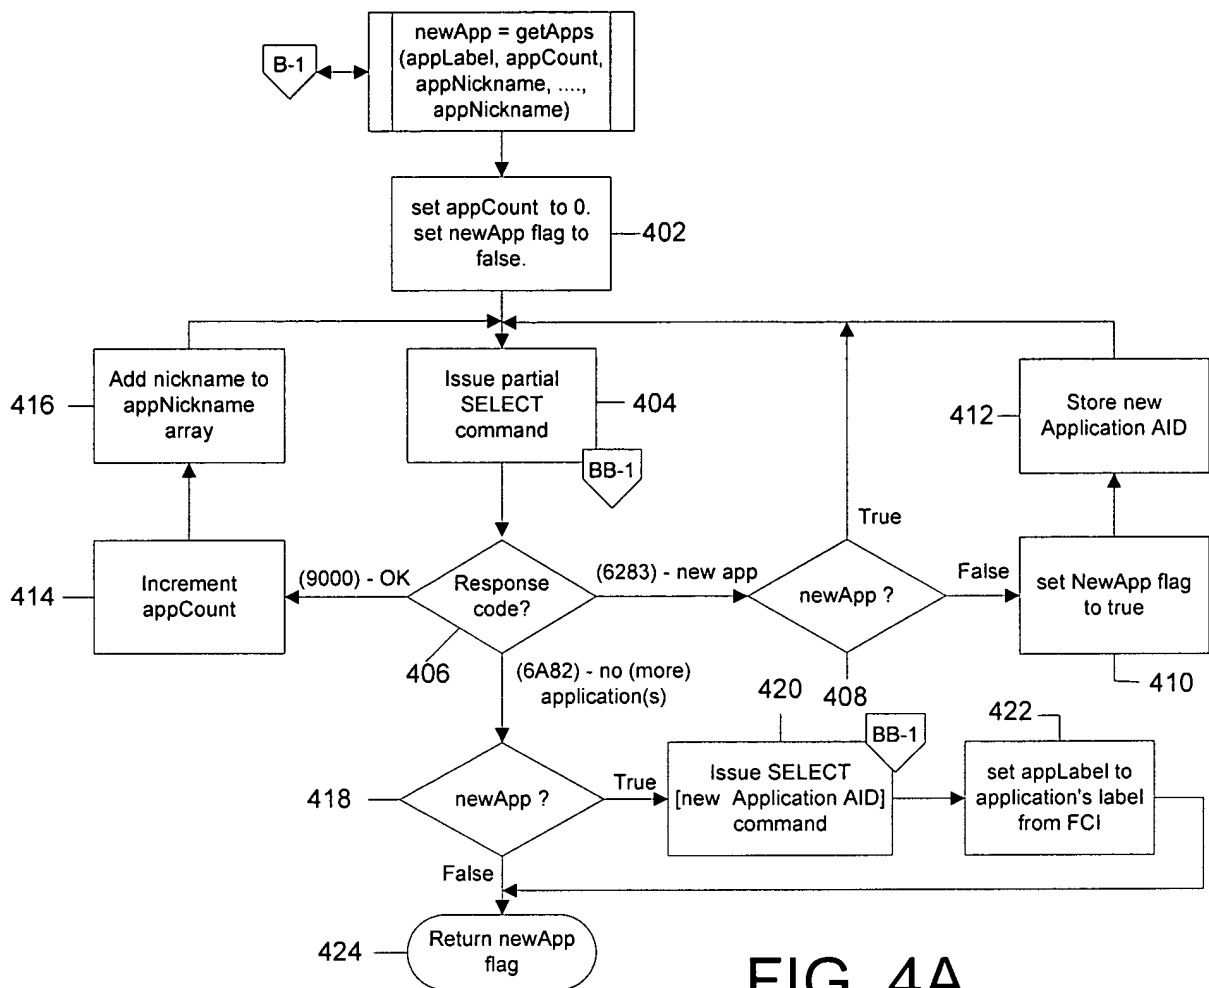 newApp = getApps
(appLabel, appCount,
appNickname, ....,
appNickname)
B-1
set appCount to 0.
set newApp flag to
false.
402
Add nickname to
appNickname
array
416
Issue partial
SELECT
command
404
BB-1
Store new
Application AID
412
True
Increment
appCount
414
(9000) - OK
Response
code?
406
(6283) - new app
newApp ?
408
False
set NewApp flag
to true
410
(6A82) - no (more)
application(s)
420
422
newApp ?
418
True
Issue SELECT
[new Application AID]
command
BB-1
set appLabel to
application's label
from FCI
False
Return newApp
flag
424
FIG. 4A